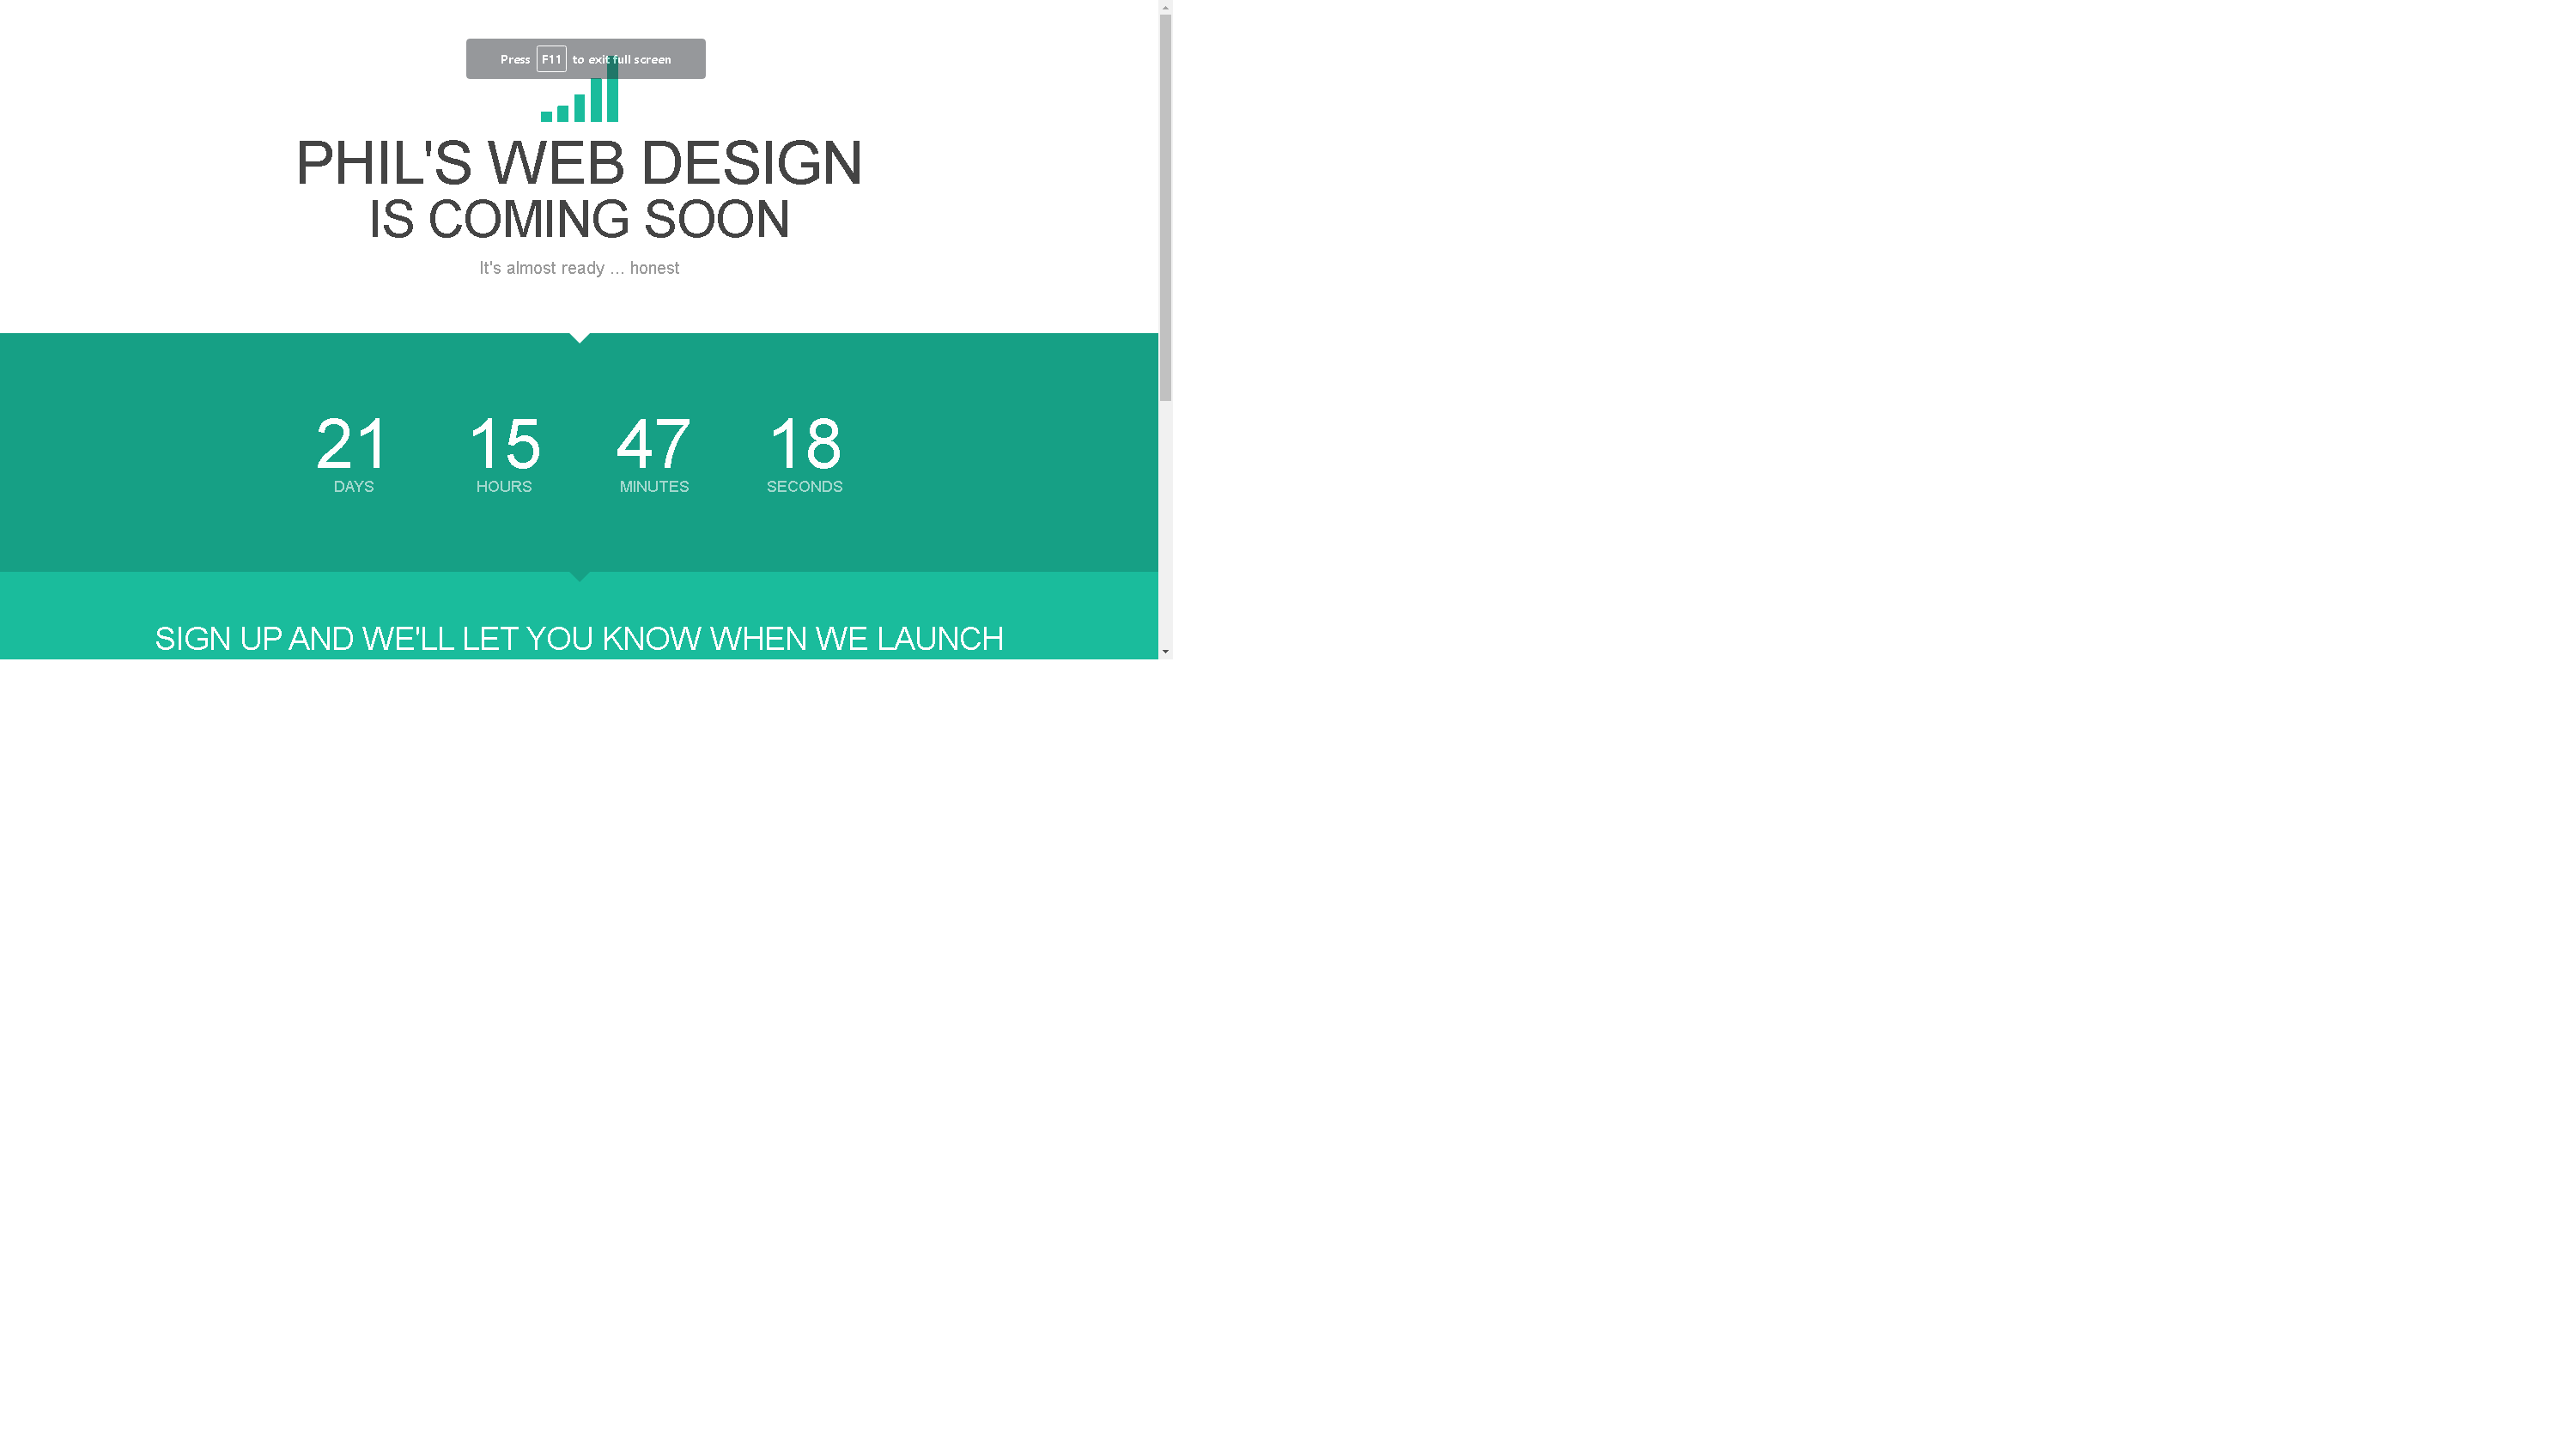 Press F11 to exit full screen
PHIL'S WEB DESIGN
IS COMING SOON
It's almost ready ... honest
21 15 47 18
DAYS HOURS MINUTES SECONDS
SIGN UP AND WE'LL LET YOU KNOW WHEN WE LAUNCH